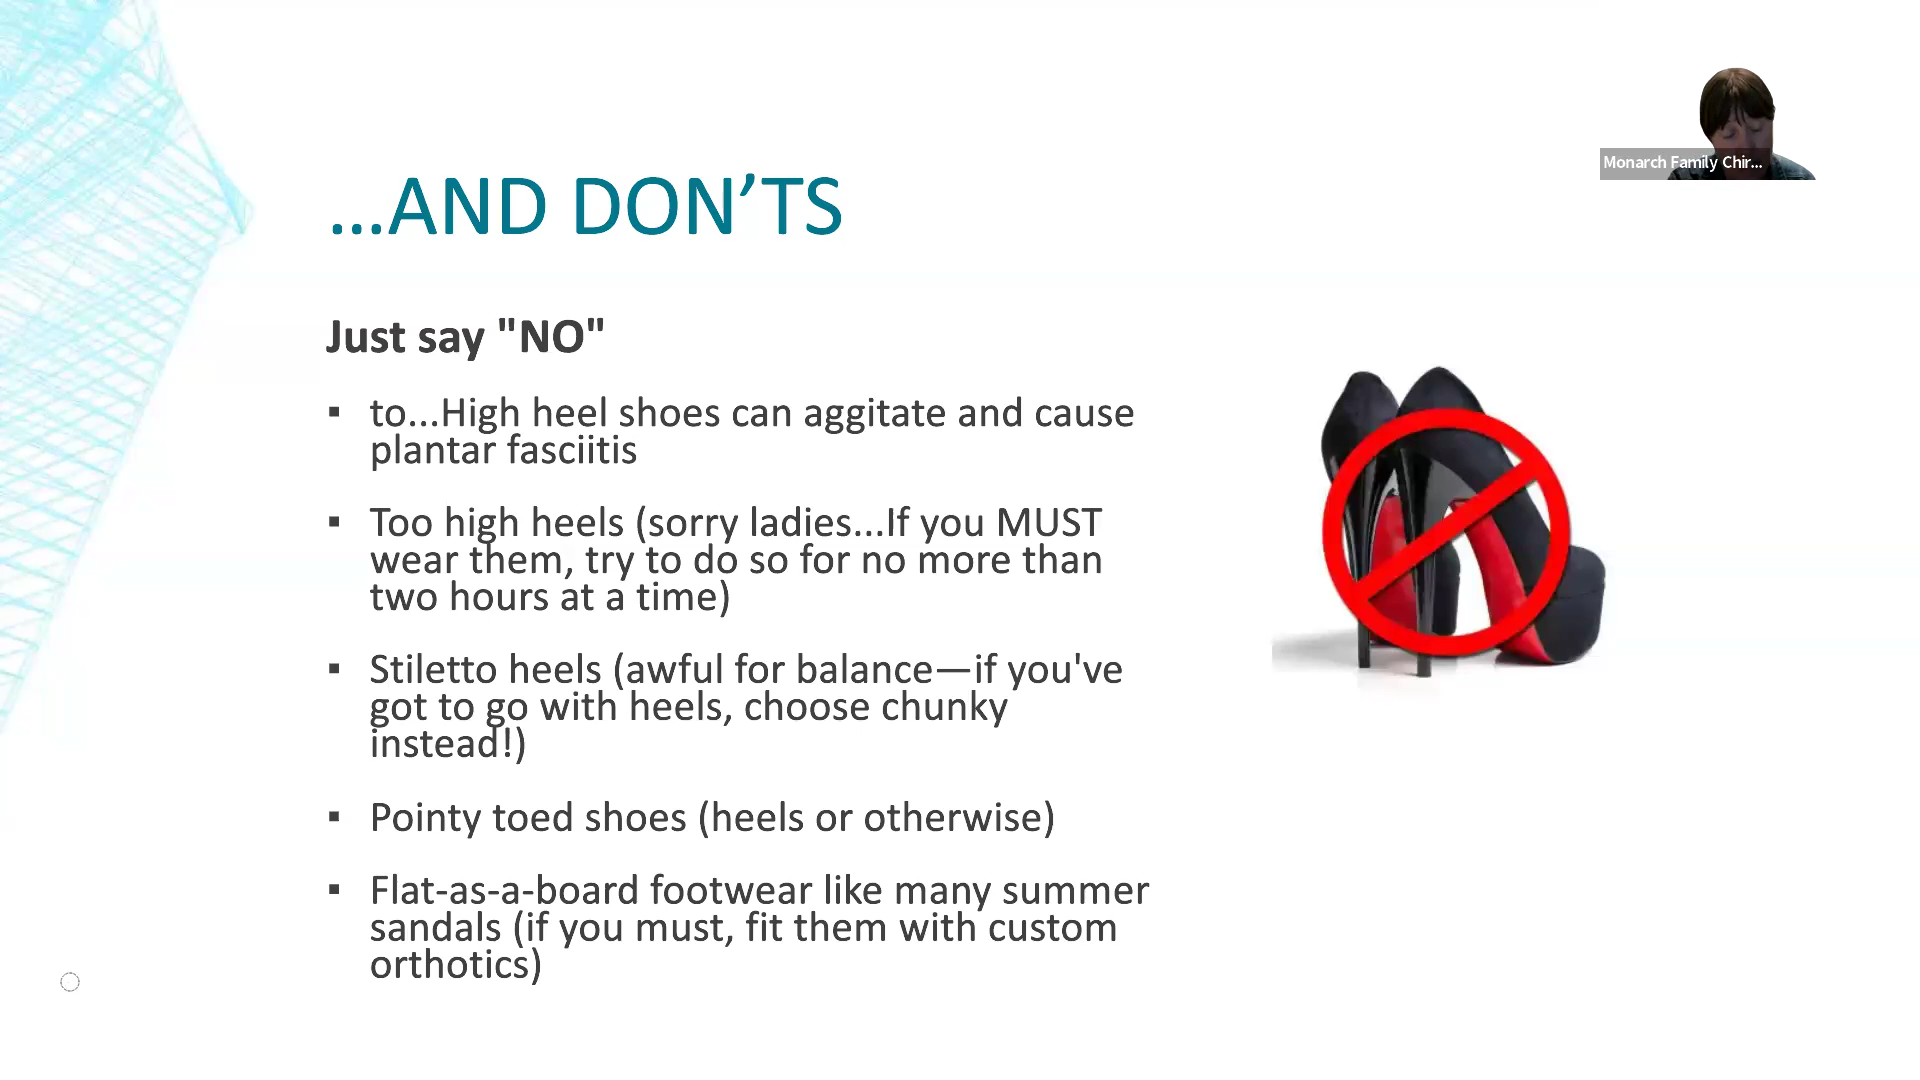 Monarch Family Chir...
...AND DON’TS
Just say "NO"
▪ to...High heel shoes can aggitate and cause
plantar fasciitis
▪ Too high heels (sorry ladies...If you MUST
wear them, try to do so for no more than
two hours at a time)
▪ Stiletto heels (awful for balance—if you've
got to go with heels, choose chunky
instead!)
▪ Pointy toed shoes (heels or otherwise)
▪ Flat-as-a-board footwear like many summer
sandals (if you must, fit them with custom
orthotics)